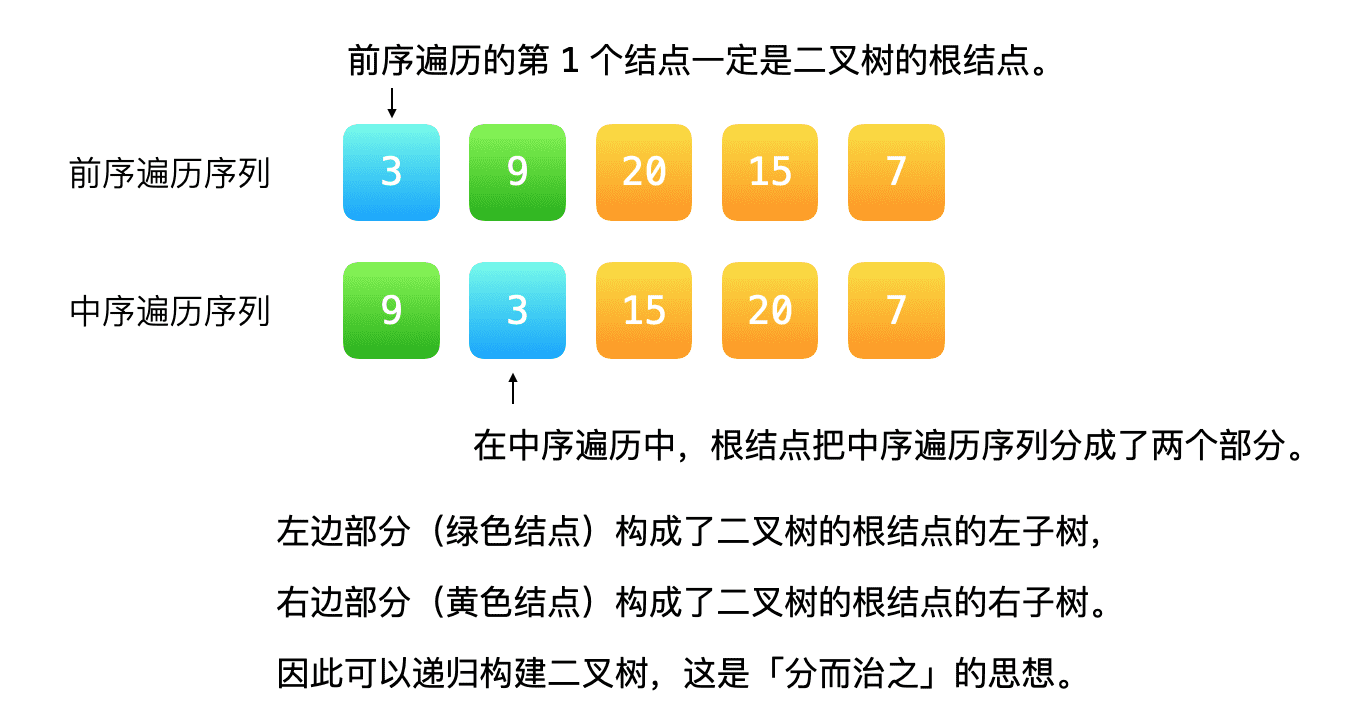 前序遍历的第 1 个结点一定是二叉树的根结点。
前序遍历序列 3 9 20 15 7
中序遍历序列 9 3 15 20 7
在中序遍历中，根结点把中序遍历序列分成了两个部分。
左边部分（绿色结点）构成了二叉树的根结点的左子树，
右边部分（黄色结点）构成了二叉树的根结点的右子树。
因此可以递归构建二叉树，这是「分而治之」的思想。